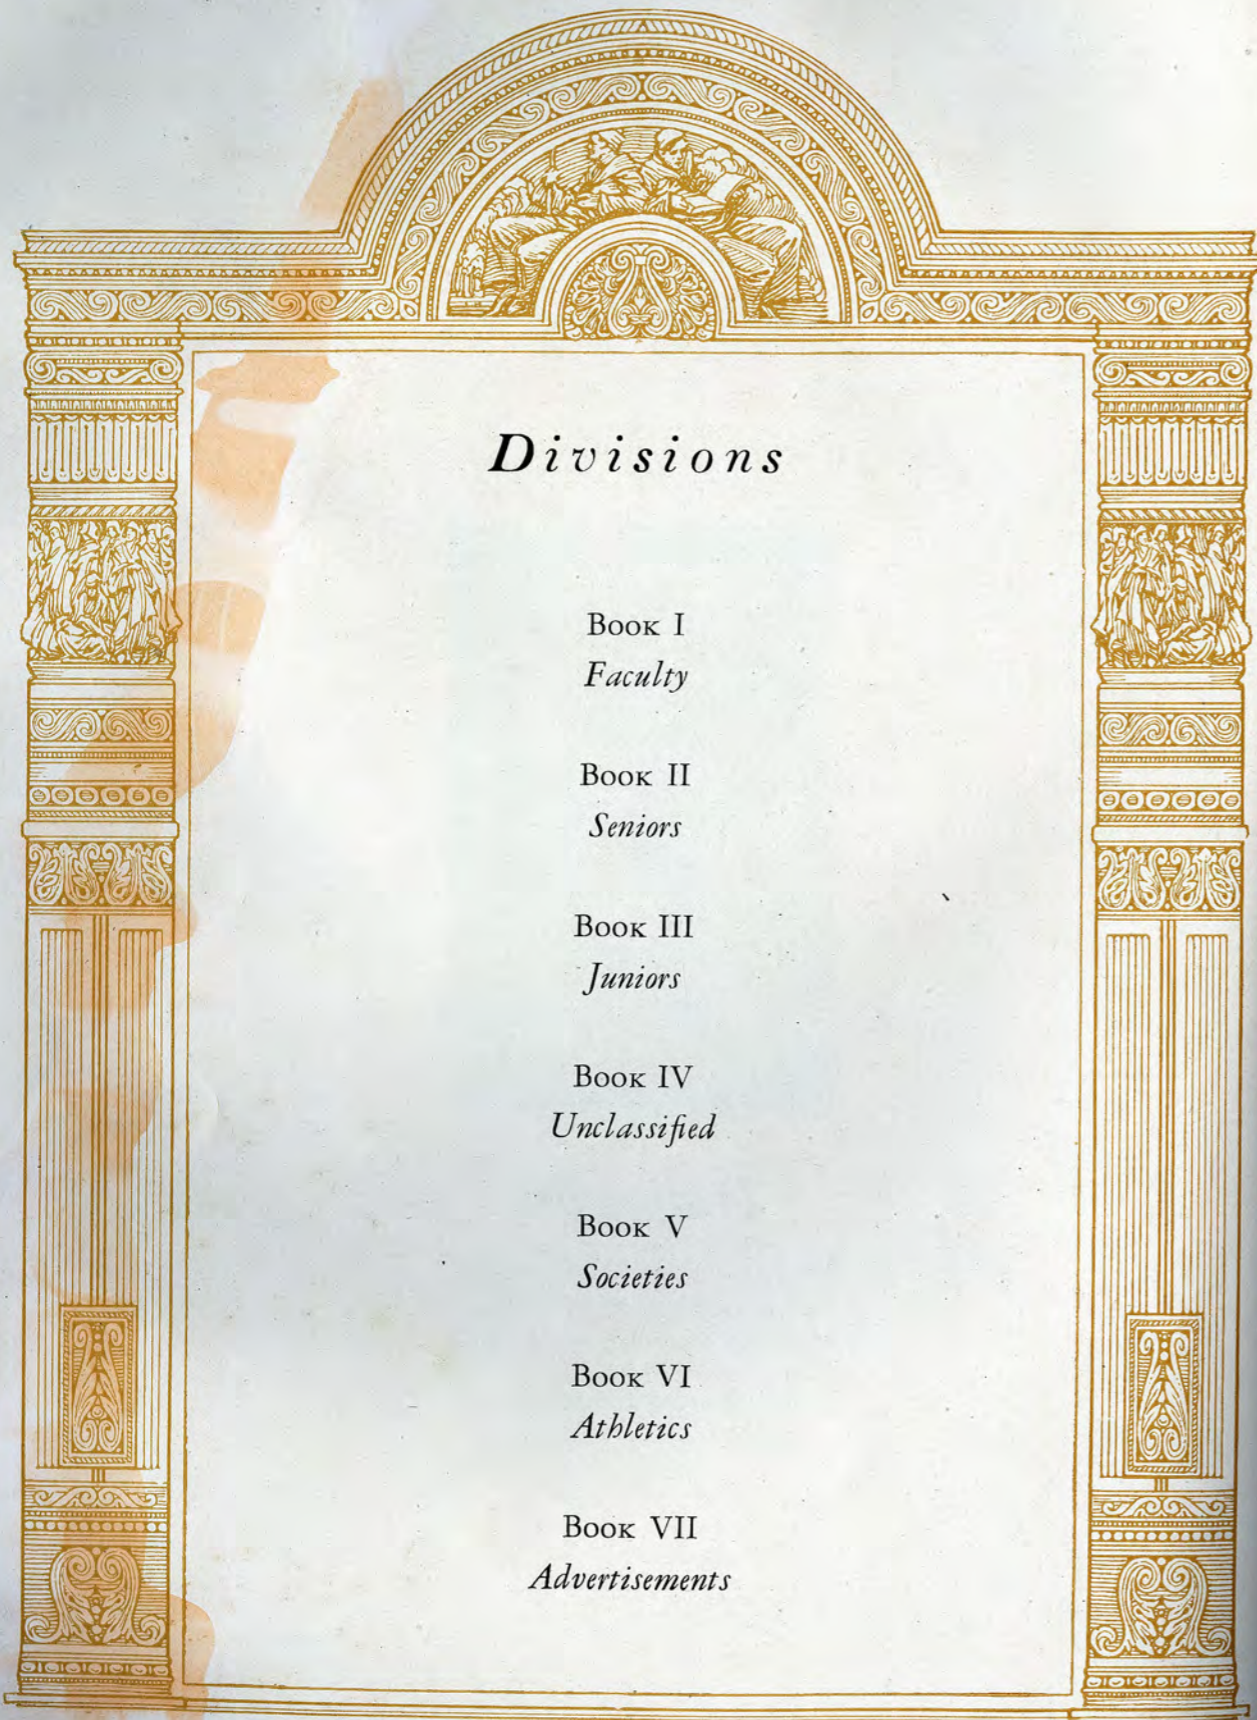 Divisions
Book I
Faculty
Book II
Seniors
Book III
Juniors
Book IV
Unclassified
Book V
Societies
Book VI
Athletics
Book VII
Advertisements